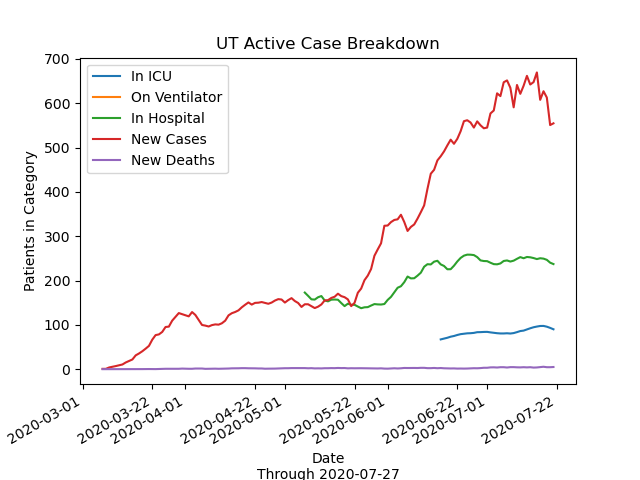 UT Active Case Breakdown
Patients in Category
700
600
500
400
300
200
100
0
In ICU
On Ventilator
In Hospital
New Cases
New Deaths
2020-03-01
2020-03-22
2020-04-01
2020-04-22
2020-05-01
2020-05-22
2020-06-01
2020-06-22
2020-07-01
2020-07-22
Date
Through 2020-07-27